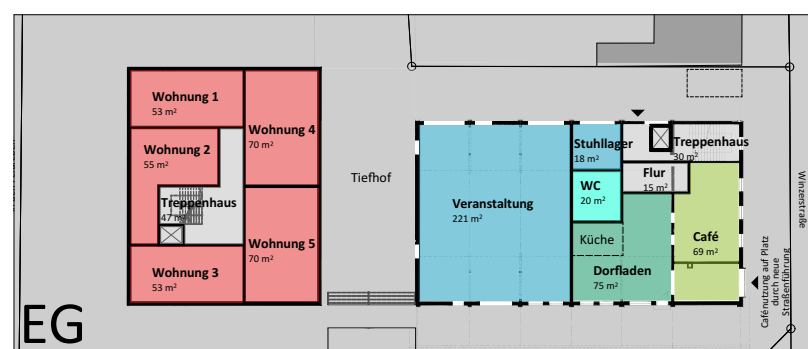 Wohnung 1
53 m²
Wohnung 2
55 m²
Wohnung 4
70 m²
Treppenhaus
47 m²
Wohnung 3
53 m²
Wohnung 5
70 m²
Tiefhof
Veranstaltung
221 m²
Stuhllager
18 m²
WC
20 m²
Küche
Dorfladen
75 m²
Treppenhaus
30 m²
Flur
15 m²
Café
69 m²
Winzerstraße
Cafénutzung auf Platz
durch neue
Straßenführung
EG